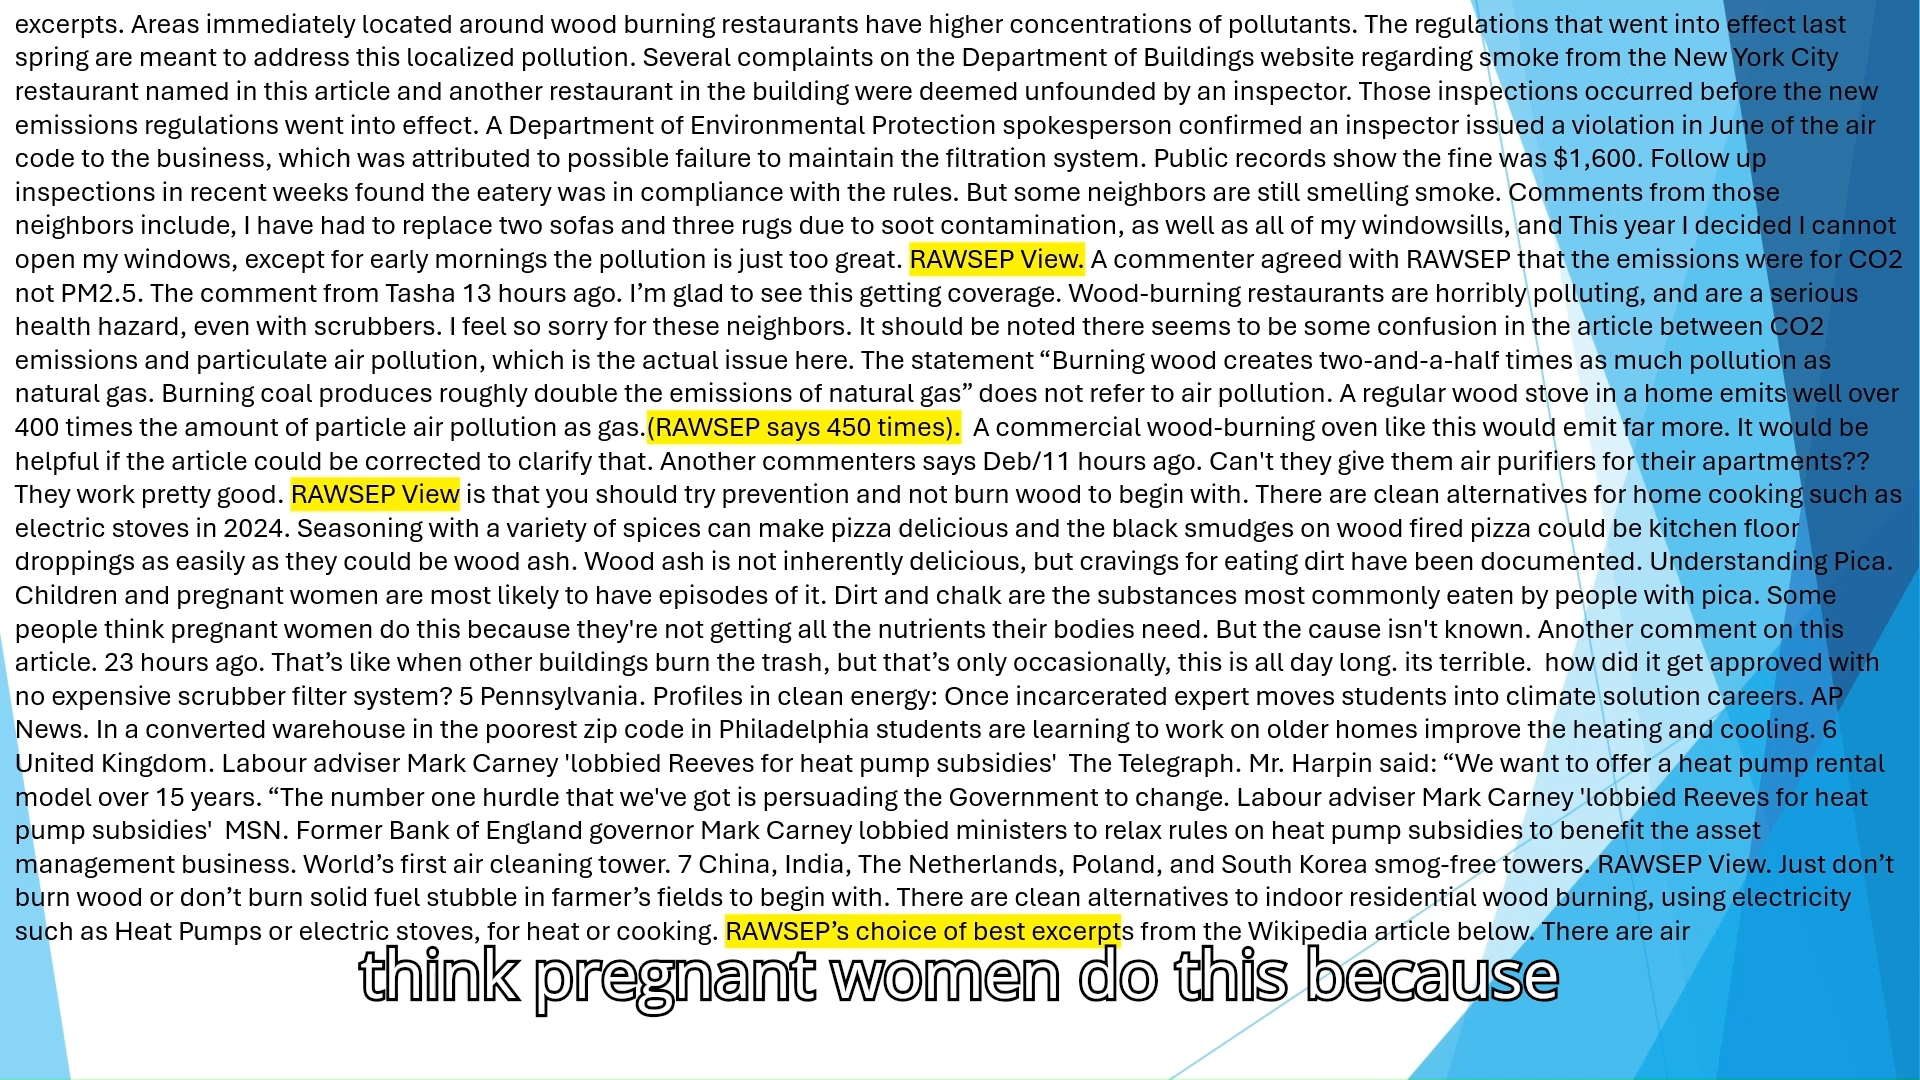 excerpts. Areas immediately located around wood burning restaurants have higher concentrations of pollutants. The regulations that went into effect last
spring are meant to address this localized pollution. Several complaints on the Department of Buildings website regarding smoke from the New York City
restaurant named in this article and another restaurant in the building were deemed unfounded by an inspector. Those inspections occurred before the new
emissions regulations went into effect. A Department of Environmental Protection spokesperson confirmed an inspector issued a violation in June of the air
code to the business, which was attributed to possible failure to maintain the filtration system. Public records show the fine was $1,600. Follow up
inspections in recent weeks found the eatery was in compliance with the rules. But some neighbors are still smelling smoke. Comments from those
neighbors include, I have had to replace two sofas and three rugs due to soot contamination, as well as all of my windowsills, and This year I decided I cannot
open my windows, except for early mornings the pollution is just too great. RAWSEP View. A commenter agreed with RAWSEP that the emissions were for CO2
not PM2.5. The comment from Tasha 13 hours ago. I’m glad to see this getting coverage. Wood-burning restaurants are horribly polluting, and are a serious
health hazard, even with scrubbers. I feel so sorry for these neighbors. It should be noted there seems to be some confusion in the article between CO2
emissions and particulate air pollution, which is the actual issue here. The statement “Burning wood creates two-and-a-half times as much pollution as
natural gas. Burning coal produces roughly double the emissions of natural gas” does not refer to air pollution. A regular wood stove in a home emits well over
400 times the amount of particle air pollution as gas.(RAWSEP says 450 times).  A commercial wood-burning oven like this would emit far more. It would be
helpful if the article could be corrected to clarify that. Another commenters says Deb/11 hours ago. Can't they give them air purifiers for their apartments??
They work pretty good. RAWSEP View is that you should try prevention and not burn wood to begin with. There are clean alternatives for home cooking such as
electric stoves in 2024. Seasoning with a variety of spices can make pizza delicious and the black smudges on wood fired pizza could be kitchen floor
droppings as easily as they could be wood ash. Wood ash is not inherently delicious, but cravings for eating dirt have been documented. Understanding Pica.
Children and pregnant women are most likely to have episodes of it. Dirt and chalk are the substances most commonly eaten by people with pica. Some
people think pregnant women do this because they're not getting all the nutrients their bodies need. But the cause isn't known. Another comment on this
article. 23 hours ago. That’s like when other buildings burn the trash, but that’s only occasionally, this is all day long. its terrible.  how did it get approved with
no expensive scrubber filter system? 5 Pennsylvania. Profiles in clean energy: Once incarcerated expert moves students into climate solution careers. AP
News. In a converted warehouse in the poorest zip code in Philadelphia students are learning to work on older homes improve the heating and cooling. 6
United Kingdom. Labour adviser Mark Carney 'lobbied Reeves for heat pump subsidies'  The Telegraph. Mr. Harpin said: “We want to offer a heat pump rental
model over 15 years. “The number one hurdle that we've got is persuading the Government to change. Labour adviser Mark Carney 'lobbied Reeves for heat
pump subsidies'  MSN. Former Bank of England governor Mark Carney lobbied ministers to relax rules on heat pump subsidies to benefit the asset
management business. World’s first air cleaning tower. 7 China, India, The Netherlands, Poland, and South Korea smog-free towers. RAWSEP View. Just don’t
burn wood or don’t burn solid fuel stubble in farmer’s fields to begin with. There are clean alternatives to indoor residential wood burning, using electricity
such as Heat Pumps or electric stoves, for heat or cooking. RAWSEP’s choice of best excerpts from the Wikipedia article below. There are air
think pregnant women do this because